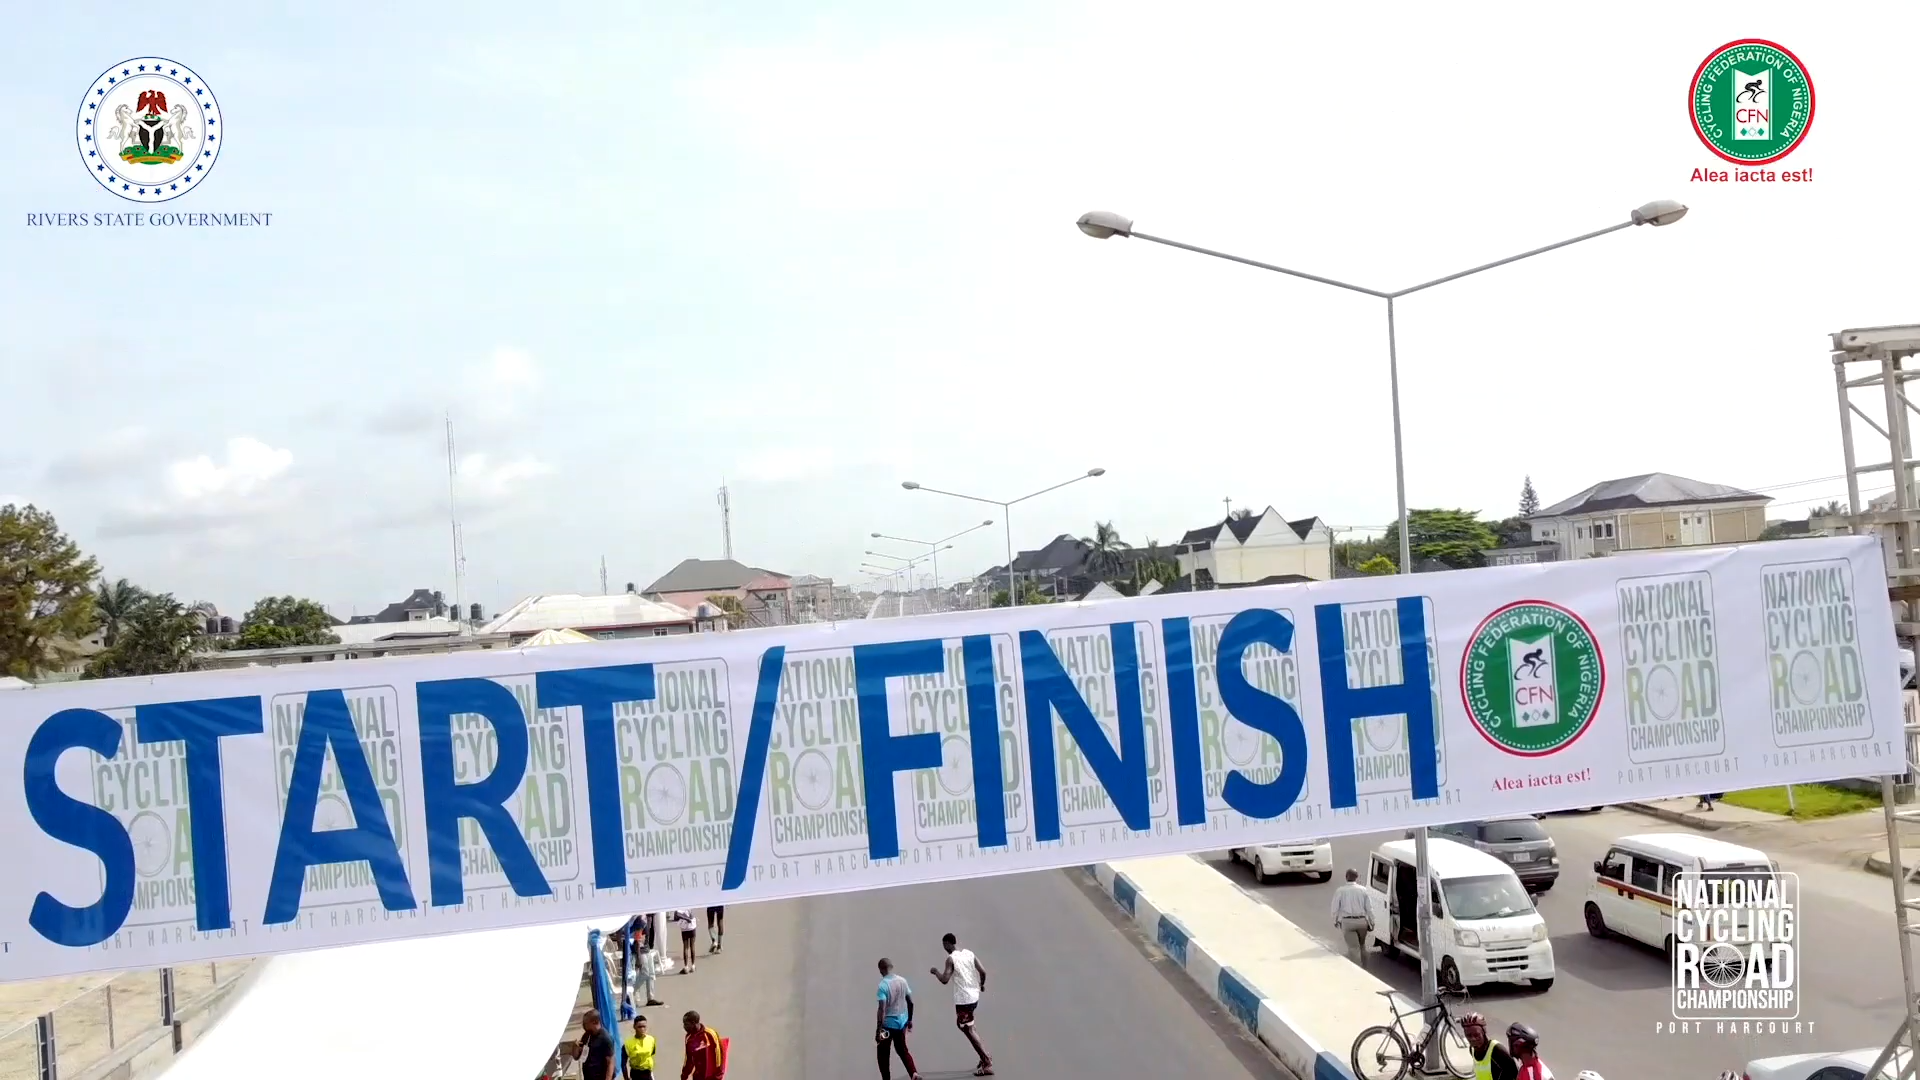 RIVERS STATE GOVERNMENT
CYCLING FEDERATION OF NIGERIA
CFN
Alea iacta est!
START/FINISH
CYCLING FEDERATION OF NIGERIA
CFN
Alea iacta est!
NATIONAL
CYCLING
ROAD
CHAMPIONSHIP
PORT HARCOURT
NATIONAL
CYCLING
ROAD
CHAMPIONSHIP
PORT HARCOURT
NATIONAL
CYCLING
ROAD
CHAMPIONSHIP
PORT HARCOURT